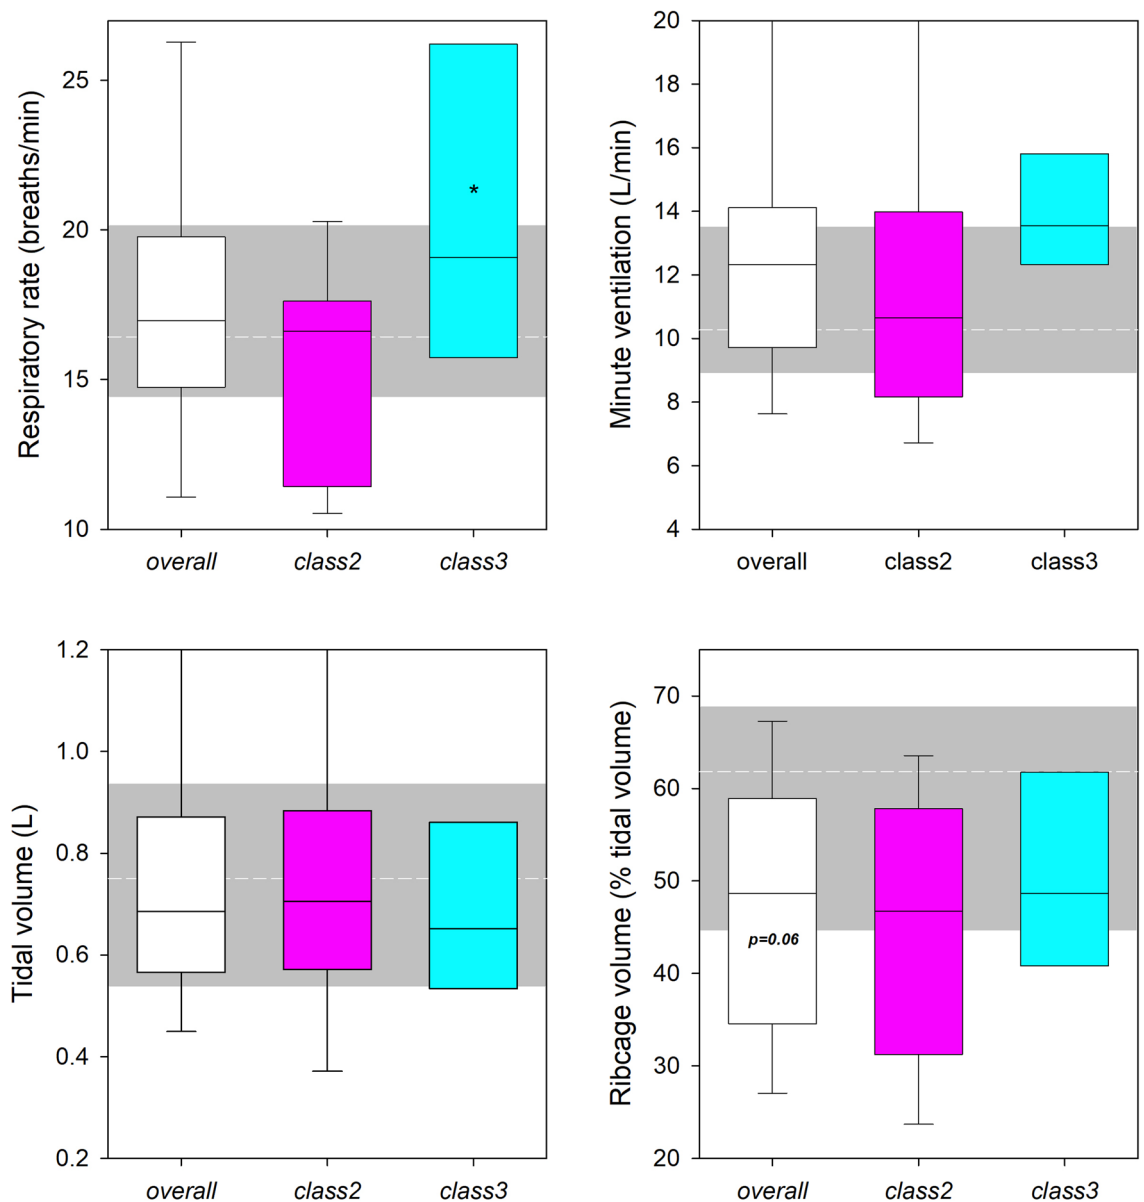 Respiratory rate (breaths/min)
25
20
15
10
*
overall class2 class3
Minute ventilation (L/min)
20
18
16
14
12
10
8
6
4
overall class2 class3
Tidal volume (L)
1.2
1.0
0.8
0.6
0.4
0.2
overall class2 class3
Ribcage volume (% tidal volume)
70
60
50
40
30
20
p=0.06
overall class2 class3